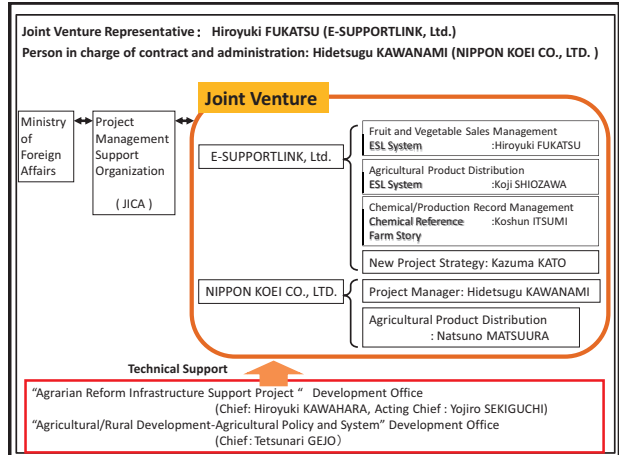 Joint Venture Representative： Hiroyuki FUKATSU (E-SUPPORTLINK, Ltd.)
Person in charge of contract and administration: Hidetsugu KAWANAMI (NIPPON KOEI CO., LTD. )
Joint Venture
Ministry
of
Foreign
Affairs
Project
Management
Support
Organization
( JICA )
E-SUPPORTLINK, Ltd.
Fruit and Vegetable Sales Management
ESL System :Hiroyuki FUKATSU
Agricultural Product Distribution
ESL System :Koji SHIOZAWA
Chemical/Production Record Management
Chemical Reference :Koshun ITSUMI
Farm Story
New Project Strategy: Kazuma KATO
NIPPON KOEI CO., LTD.
Project Manager: Hidetsugu KAWANAMI
Agricultural Product Distribution
: Natsuno MATSUURA
Technical Support
“Agrarian Reform Infrastructure Support Project “ Development Office
(Chief: Hiroyuki KAWAHARA, Acting Chief : Yojiro SEKIGUCHI)
“Agricultural/Rural Development-Agricultural Policy and System” Development Office
(Chief: Tetsunari GEJO）